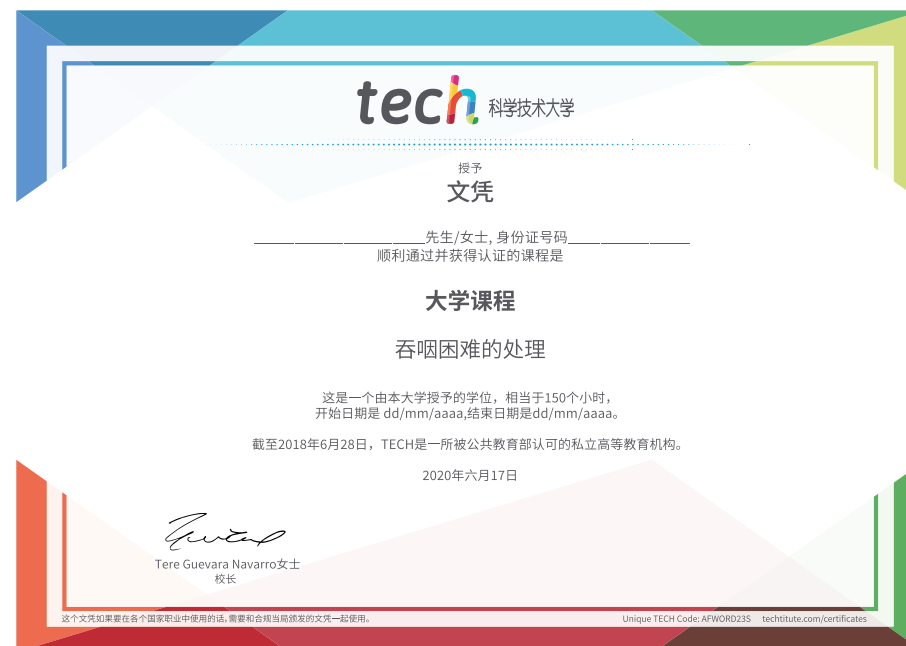 tech 科学技术大学
授予
文凭
____________________先生/女士, 身份证号码_______________
顺利通过并获得认证的课程是
大学课程
吞咽困难的处理
这是一个由本大学授予的学位，相当于150个小时，
开始日期是 dd/mm/aaaa,结束日期是dd/mm/aaaa。
截至2018年6月28日，TECH是一所被公共教育部认可的私立高等教育机构。
2020年六月17日
Tere Guevara Navarro女士
校长
这个文凭如果要在各个国家职业中使用的话,需要和合规当局颁发的文凭一起使用。
Unique TECH Code: AFWORD23S techtitute.com/certificates